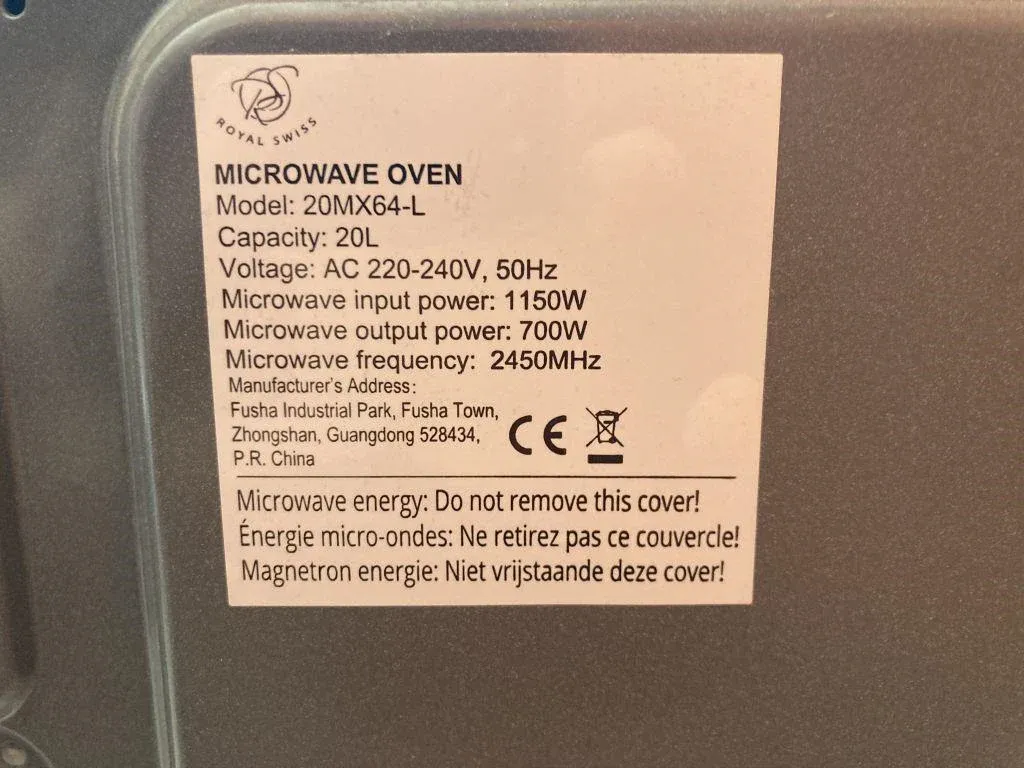 RS
ROYAL SWISS
MICROWAVE OVEN
Model: 20MX64-L
Capacity: 20L
Voltage: AC 220-240V, 50Hz
Microwave input power: 1150W
Microwave output power: 700W
Microwave frequency: 2450MHz
Manufacturer's Address:
Fusha Industrial Park, Fusha Town,
Zhongshan, Guangdong 528434,
P.R. China
CE
Microwave energy: Do not remove this cover!
Énergie micro-ondes: Ne retirez pas ce couvercle!
Magnetron energie: Niet vrijstaande deze cover!